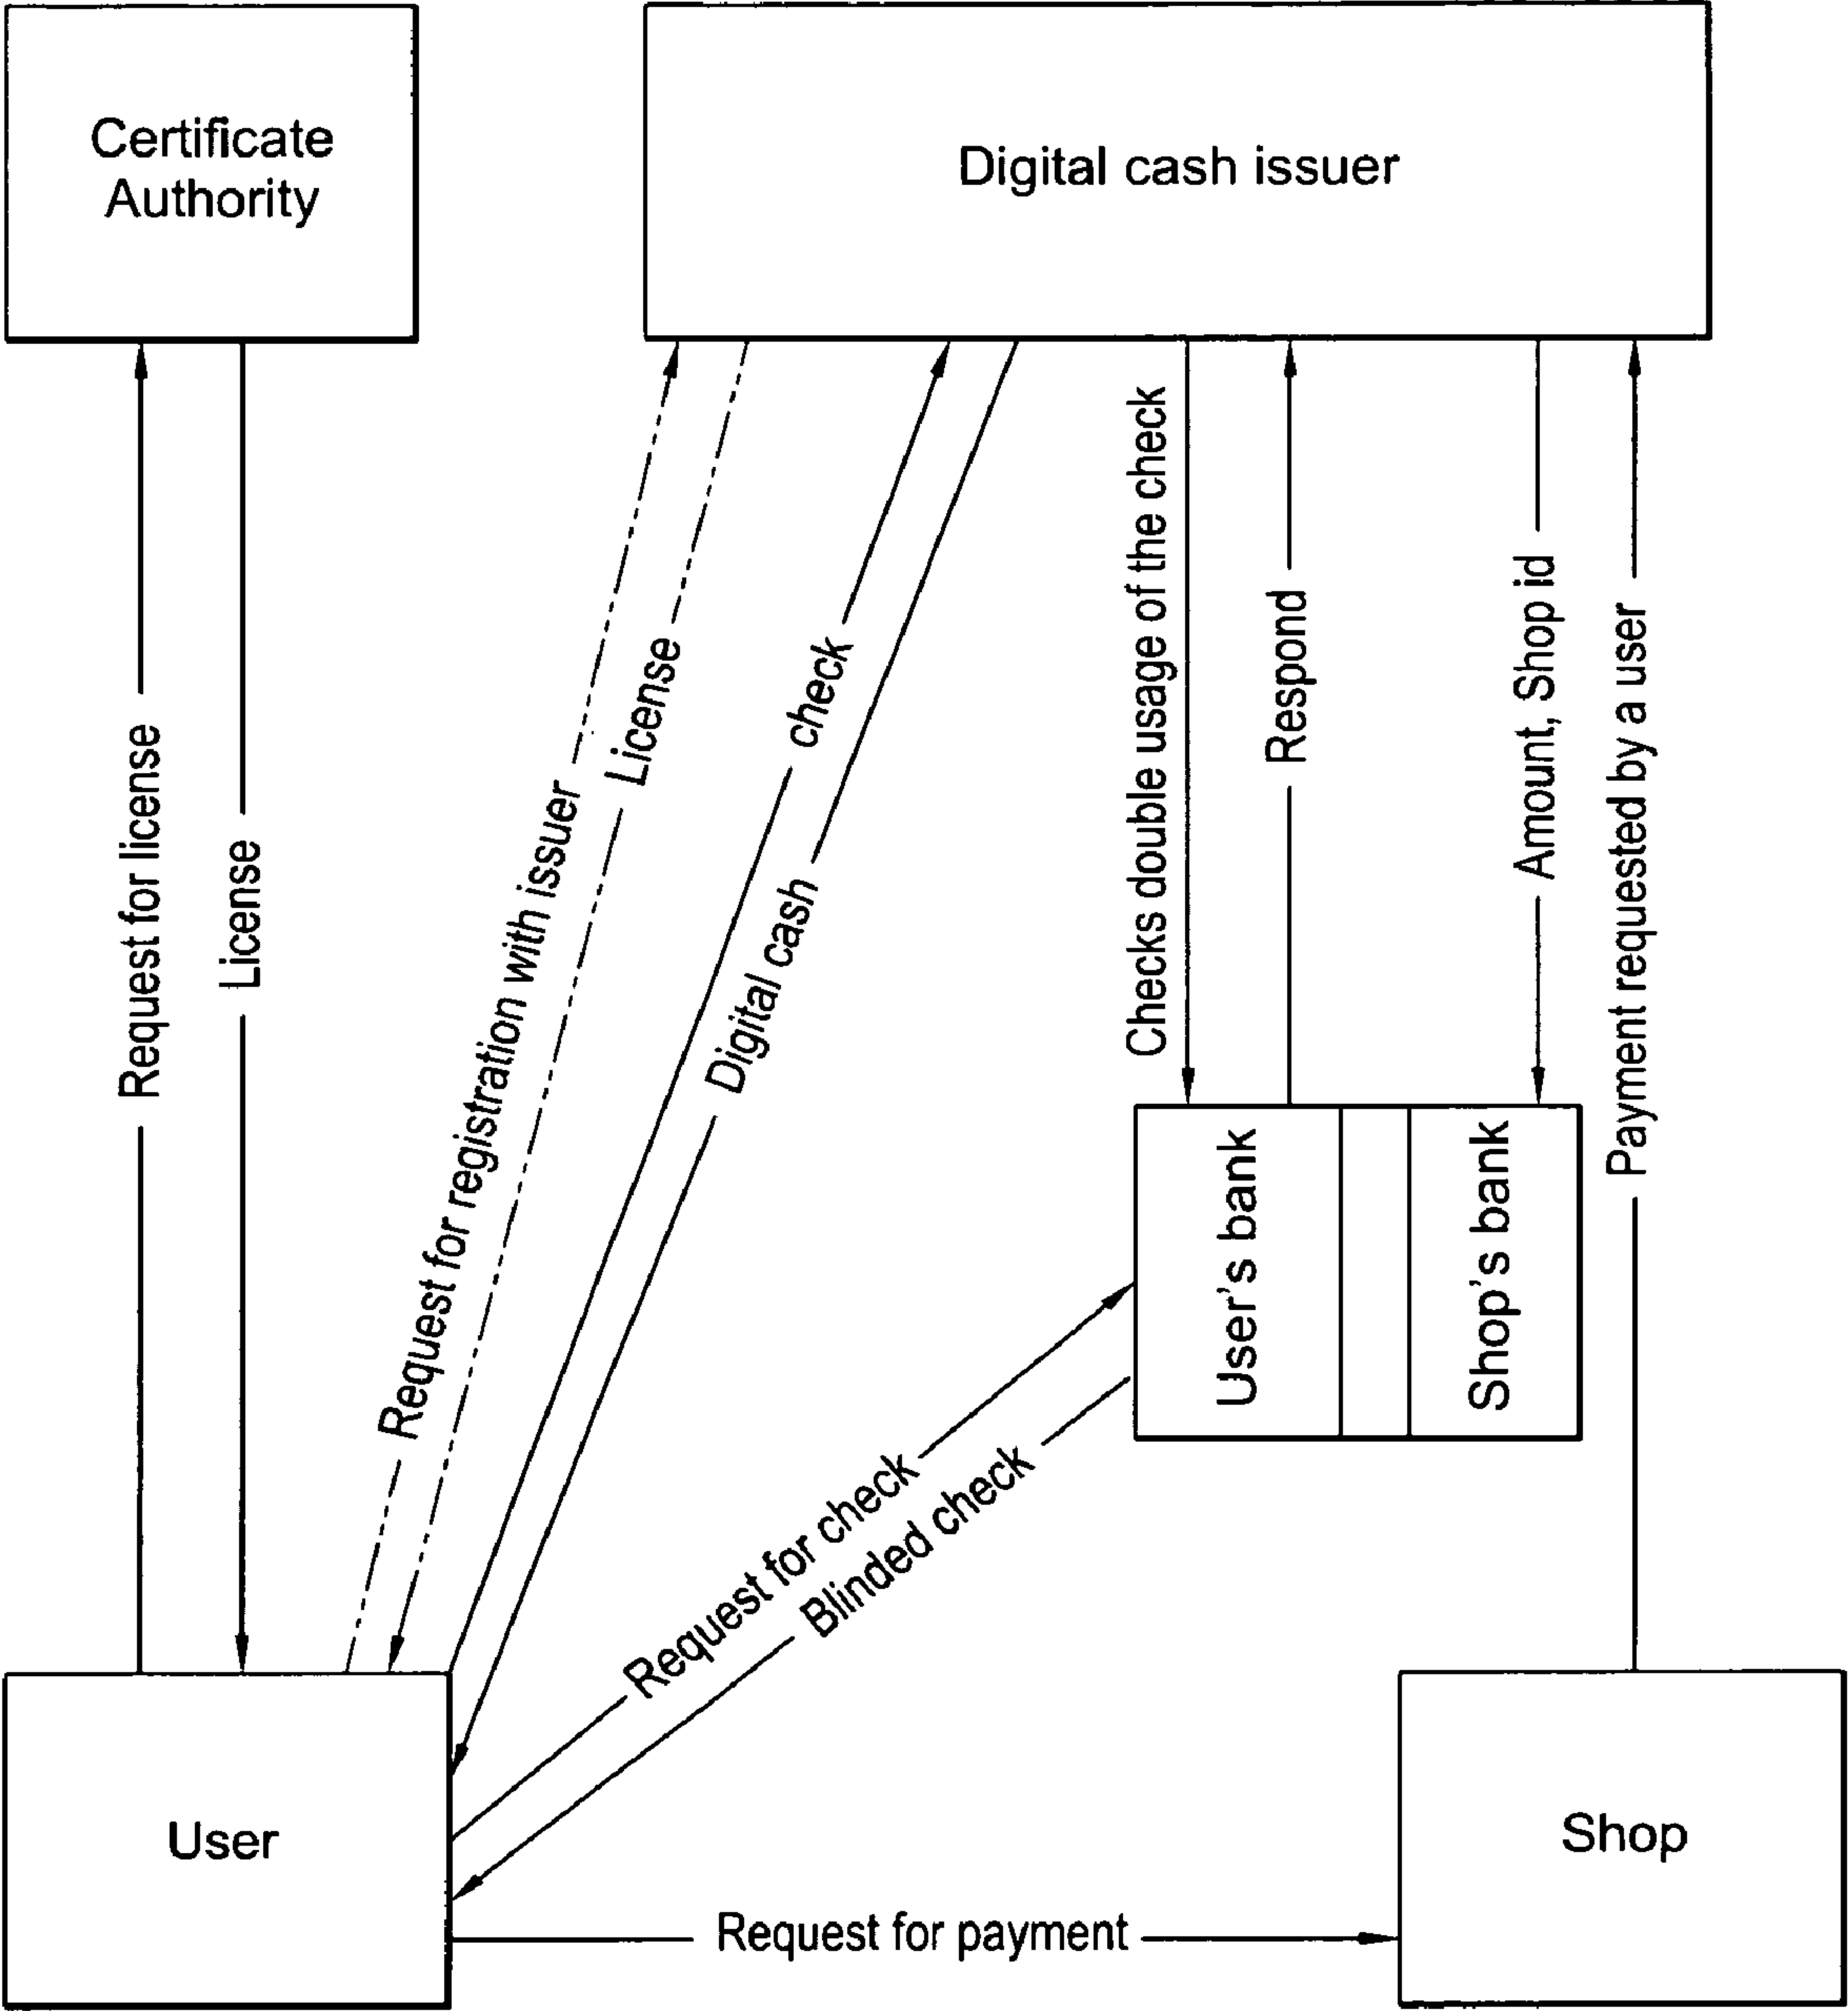 Certificate
Authority
Digital cash issuer
Request for license
License
Request for registration with issuer
License
check
Digital cash
Checks double usage of the check
Respond
Amount, Shop id
Payment requested by a user
User's bank
Shop's bank
Request for check
Blinded check
User
Request for payment
Shop